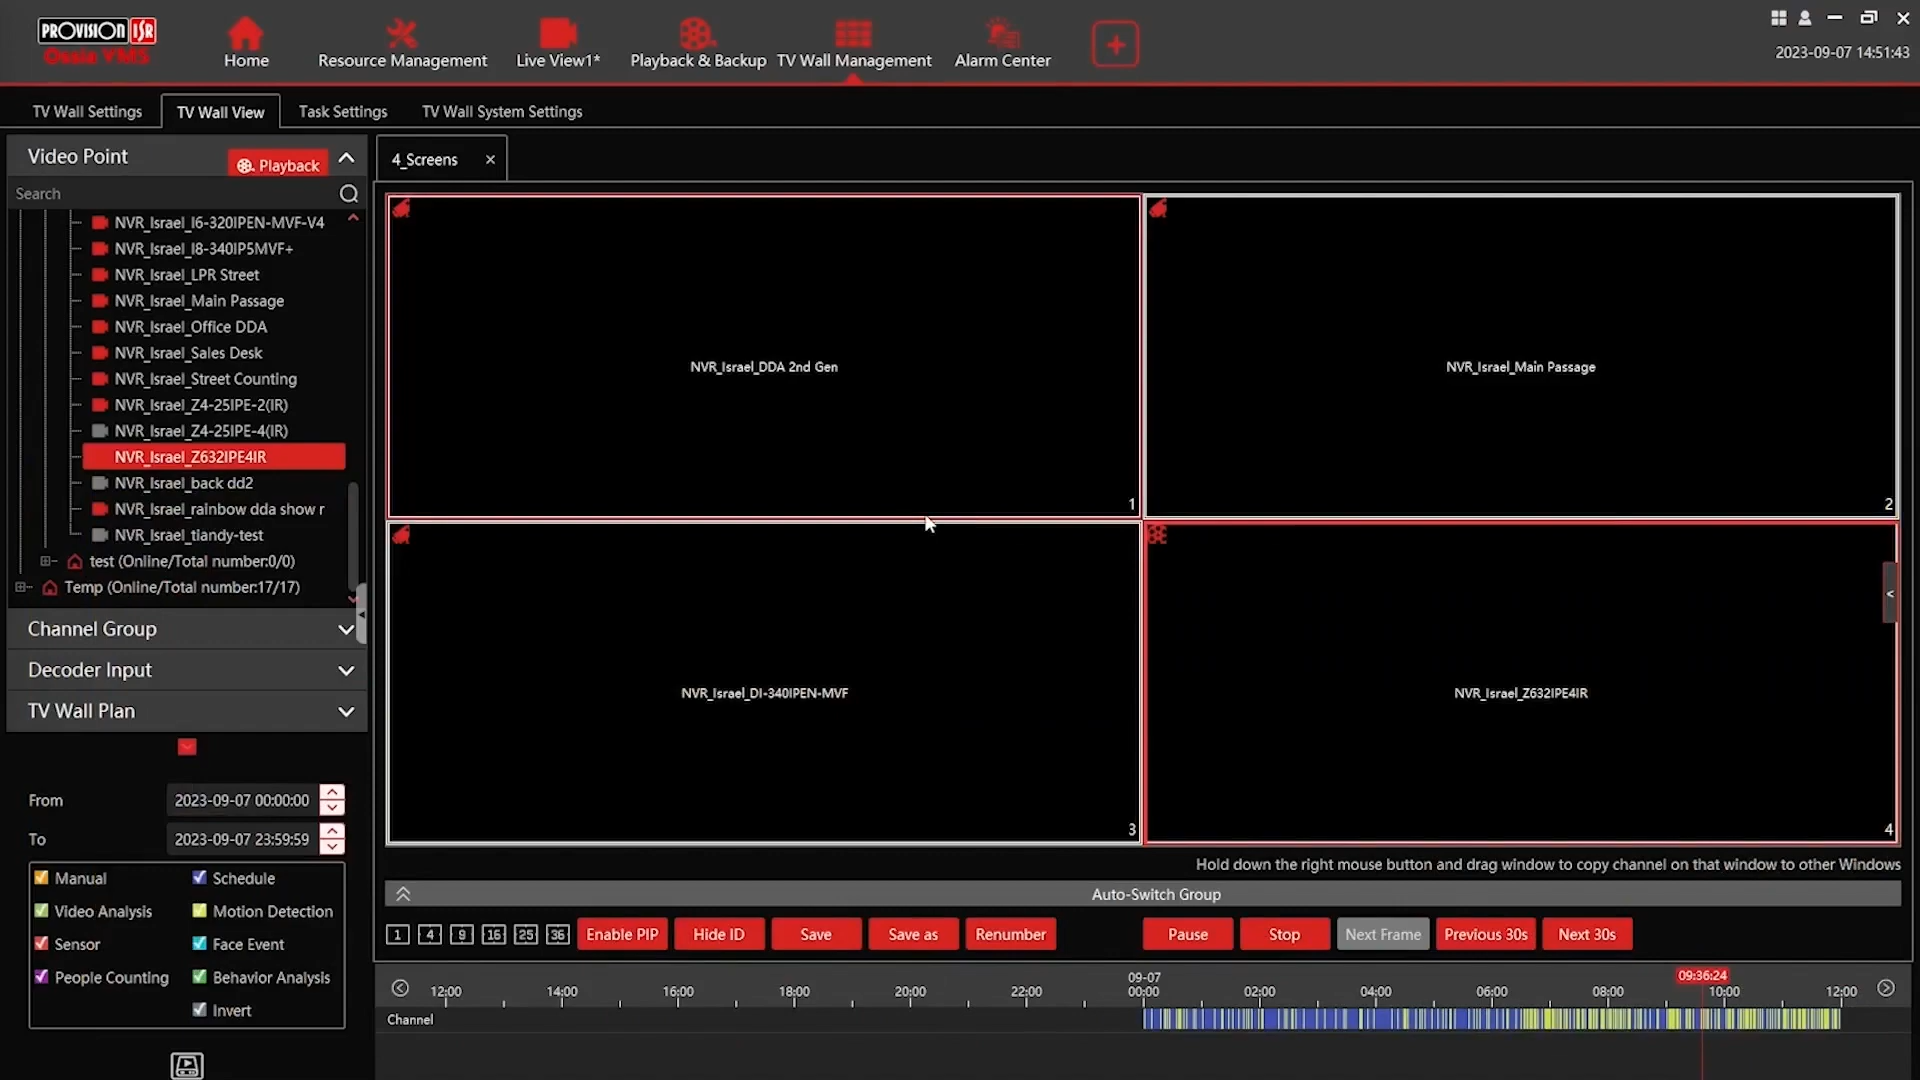 PROVISION ISR
Ossia VMS
Home
Resource Management
Live View1*
Playback & Backup
TV Wall Management
Alarm Center
2023-09-07 14:51:43
TV Wall Settings
TV Wall View
Task Settings
TV Wall System Settings
Video Point
Playback
Search
NVR_Israel_I6-320IPEN-MVF-V4
NVR_Israel_I8-340IP5MVF+
NVR_Israel_LPR Street
NVR_Israel_Main Passage
NVR_Israel_Office DDA
NVR_Israel_Sales Desk
NVR_Israel_Street Counting
NVR_Israel_Z4-25IPE-2(IR)
NVR_Israel_Z4-25IPE-4(IR)
NVR_Israel_Z632IPE4IR
NVR_Israel_back dd2
NVR_Israel_rainbow dda show r
NVR_Israel_tiandy-test
test (Online/Total number:0/0)
Temp (Online/Total number:17/17)
Channel Group
Decoder Input
TV Wall Plan
From 2023-09-07 00:00:00
To 2023-09-07 23:59:59
Manual Schedule
Video Analysis Motion Detection
Sensor Face Event
People Counting Behavior Analysis
Invert
4_Screens
NVR_Israel_DDA 2nd Gen
1
NVR_Israel_Main Passage
2
NVR_Israel_DI-340IPEN-MVF
3
NVR_Israel_Z632IPE4IR
4
Hold down the right mouse button and drag window to copy channel on that window to other Windows
Auto-Switch Group
1 4 9 16 25 36 Enable PIP Hide ID Save Save as Renumber Pause Stop Next Frame Previous 30s Next 30s
09-07 09:36:24
12:00 14:00 16:00 18:00 20:00 22:00 00:00 02:00 04:00 06:00 08:00 10:00 12:00
Channel